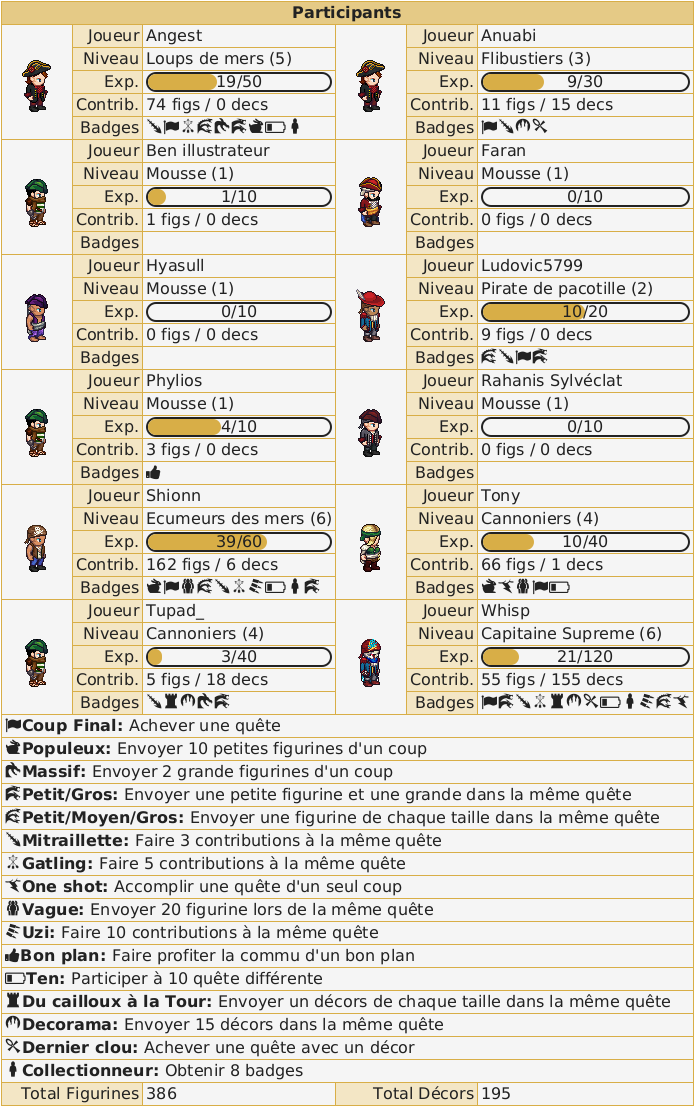 Participants
Joueur Angest
Niveau Loups de mers (5)
Exp. 19/50
Contrib. 74 figs / 0 decs
Badges
Joueur Anuabi
Niveau Flibustiers (3)
Exp. 9/30
Contrib. 11 figs / 15 decs
Badges
Joueur Ben illustrateur
Niveau Mousse (1)
Exp. 1/10
Contrib. 1 figs / 0 decs
Badges
Joueur Faran
Niveau Mousse (1)
Exp. 0/10
Contrib. 0 figs / 0 decs
Badges
Joueur Hyasull
Niveau Mousse (1)
Exp. 0/10
Contrib. 0 figs / 0 decs
Badges
Joueur Ludovic5799
Niveau Pirate de pacotille (2)
Exp. 10/20
Contrib. 9 figs / 0 decs
Badges
Joueur Phylios
Niveau Mousse (1)
Exp. 4/10
Contrib. 3 figs / 0 decs
Badges
Joueur Rahanis Sylvéclat
Niveau Mousse (1)
Exp. 0/10
Contrib. 0 figs / 0 decs
Badges
Joueur Shionn
Niveau Ecumeurs des mers (6)
Exp. 39/60
Contrib. 162 figs / 6 decs
Badges
Joueur Tony
Niveau Cannoniers (4)
Exp. 10/40
Contrib. 66 figs / 1 decs
Badges
Joueur Tupad_
Niveau Cannoniers (4)
Exp. 3/40
Contrib. 5 figs / 18 decs
Badges
Joueur Whisp
Niveau Capitaine Supreme (6)
Exp. 21/120
Contrib. 55 figs / 155 decs
Badges
Coup Final: Achever une quête
Populeux: Envoyer 10 petites figurines d'un coup
Massif: Envoyer 2 grande figurines d'un coup
Petit/Gros: Envoyer une petite figurine et une grande dans la même quête
Petit/Moyen/Gros: Envoyer une figurine de chaque taille dans la même quête
Mitraillette: Faire 3 contributions à la même quête
Gatling: Faire 5 contributions à la même quête
One shot: Accomplir une quête d'un seul coup
Vague: Envoyer 20 figurine lors de la même quête
Uzi: Faire 10 contributions à la même quête
Bon plan: Faire profiter la commu d'un bon plan
Ten: Participer à 10 quête différente
Du cailloux à la Tour: Envoyer un décors de chaque taille dans la même quête
Decorama: Envoyer 15 décors dans la même quête
Dernier clou: Achever une quête avec un décor
Collectionneur: Obtenir 8 badges
Total Figurines 386 Total Décors 195